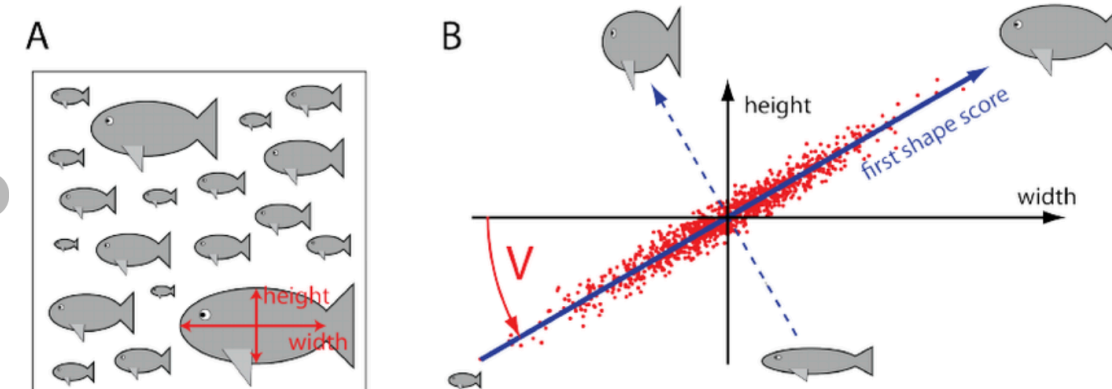 A
B
height
width
height
first shape score
width
V